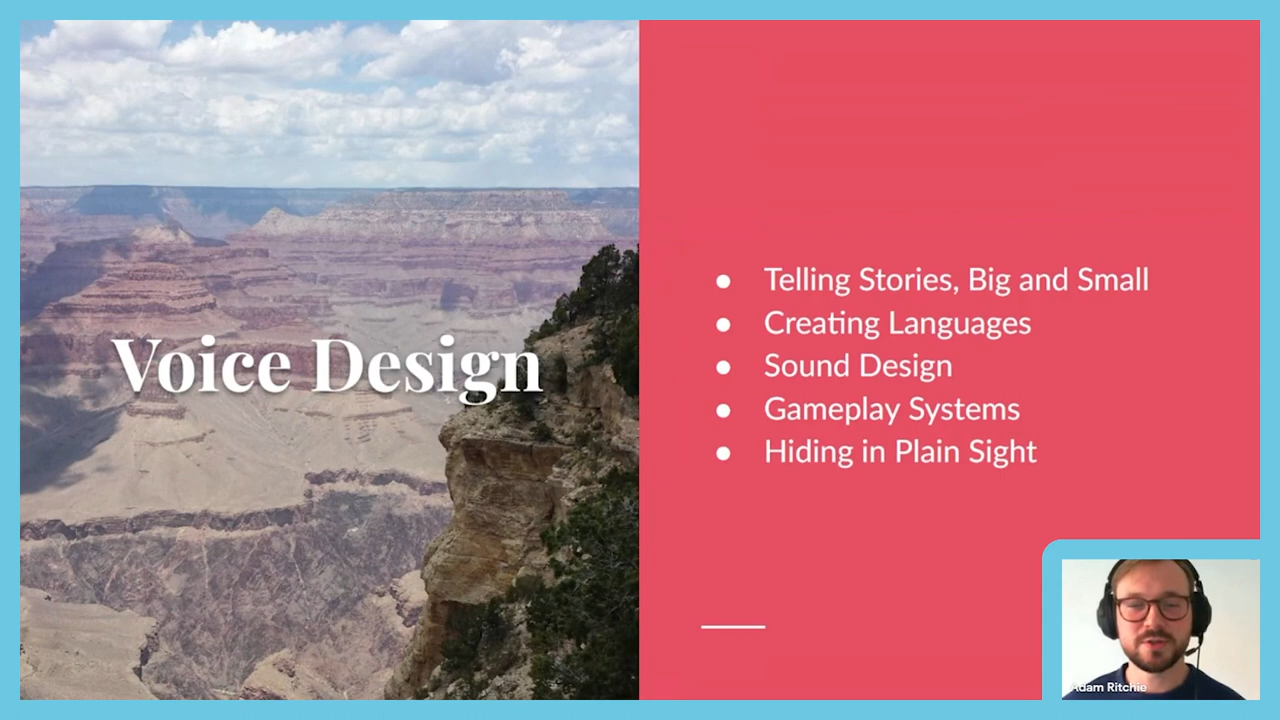 Voice Design
● Telling Stories, Big and Small
● Creating Languages
● Sound Design
● Gameplay Systems
● Hiding in Plain Sight
Adam Ritchie